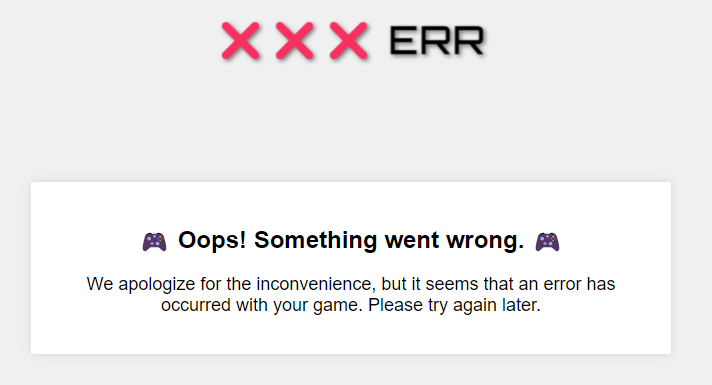 ❌❌❌ ERR
🎮 Oops! Something went wrong. 🎮
We apologize for the inconvenience, but it seems that an error has
occurred with your game. Please try again later.